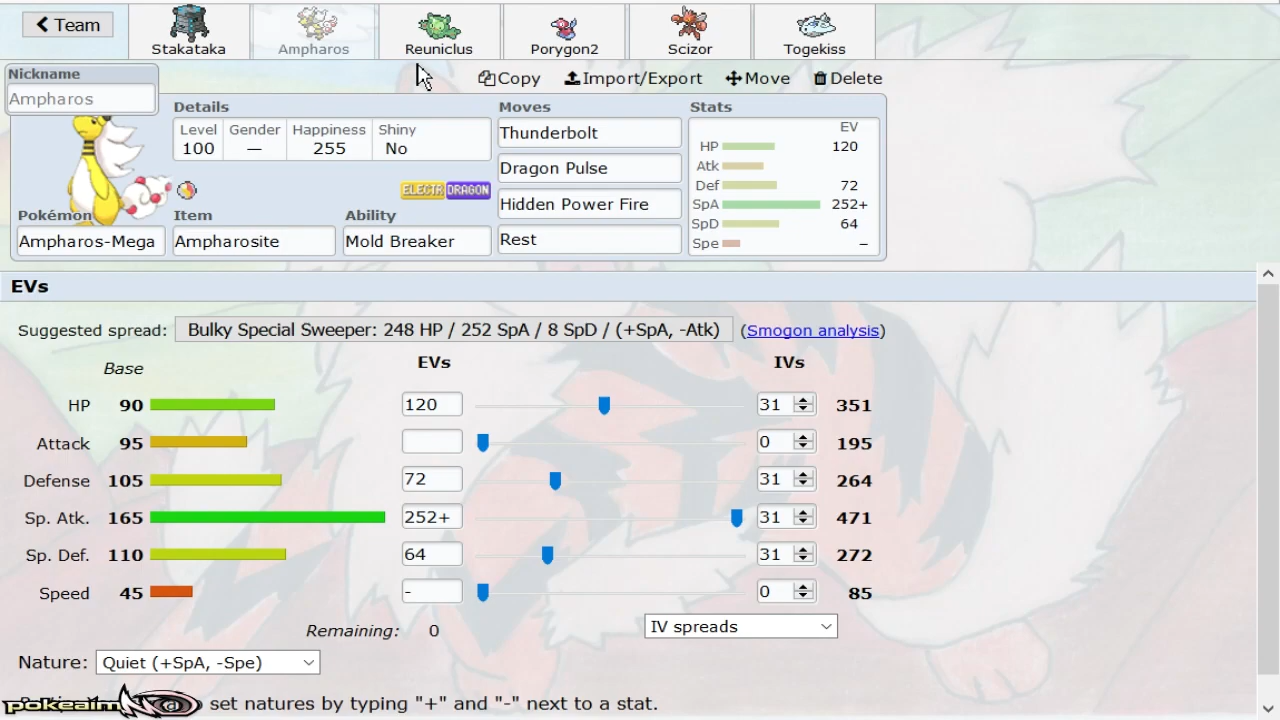 Team
Stakataka
Ampharos
Reuniclus
Porygon2
Scizor
Togekiss
Copy Import/Export Move Delete
Nickname
Ampharos
Details
Level Gender Happiness Shiny
100 — 255 No
ELECTR DRAGON
Pokémon Item Ability
Ampharos-Mega Ampharosite Mold Breaker
Moves
Thunderbolt
Dragon Pulse
Hidden Power Fire
Rest
Stats
EV
HP 120
Atk
Def 72
SpA 252+
SpD 64
Spe –
EVs
Suggested spread: Bulky Special Sweeper: 248 HP / 252 SpA / 8 SpD / (+SpA, -Atk) (Smogon analysis)
Base EVs IVs
HP 90 120 31 351
Attack 95 0 195
Defense 105 72 31 264
Sp. Atk. 165 252+ 31 471
Sp. Def. 110 64 31 272
Speed 45 - 0 85
Remaining: 0 IV spreads
Nature: Quiet (+SpA, -Spe)
set natures by typing "+" and "-" next to a stat.
pokeaim